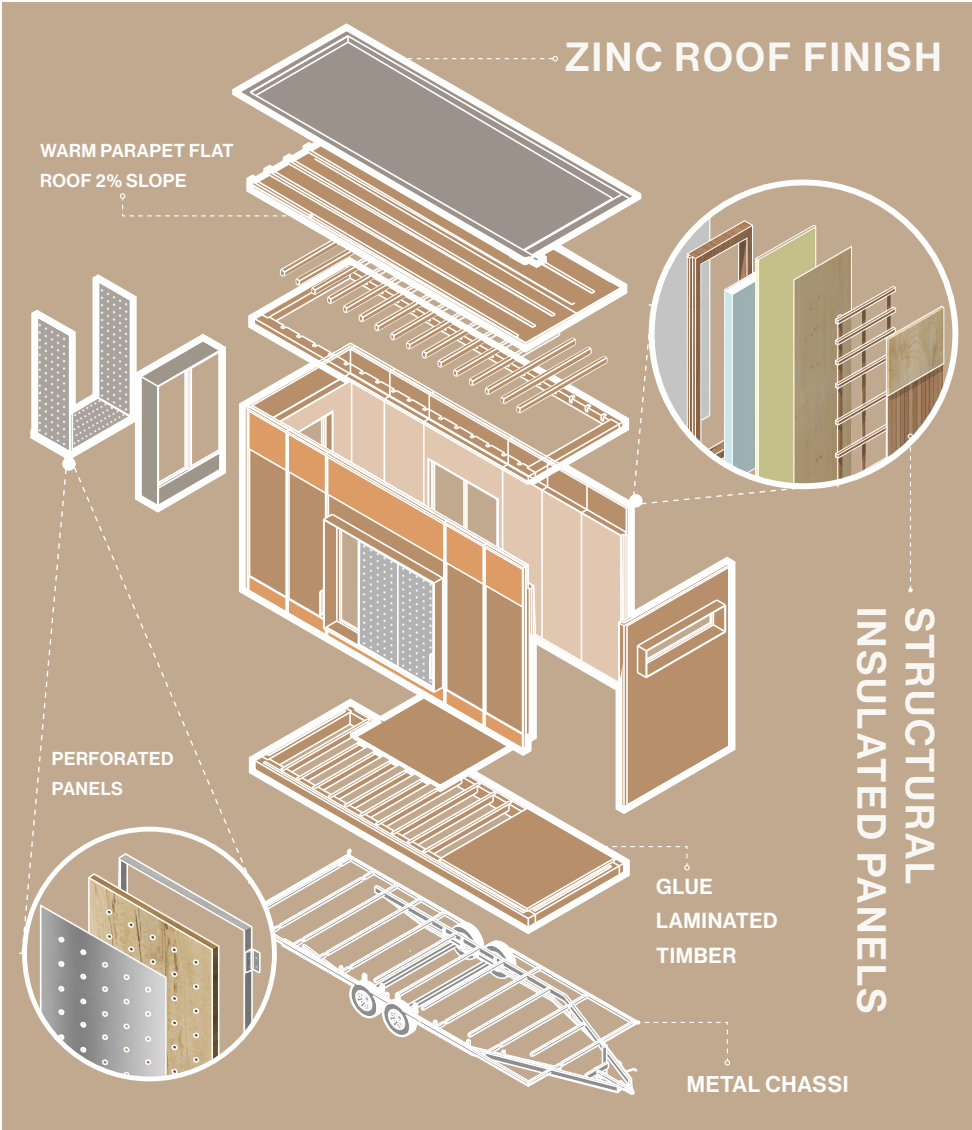 ZINC ROOF FINISH
WARM PARAPET FLAT
ROOF 2% SLOPE
STRUCTURAL
INSULATED PANELS
PERFORATED
PANELS
GLUE
LAMINATED
TIMBER
METAL CHASSI